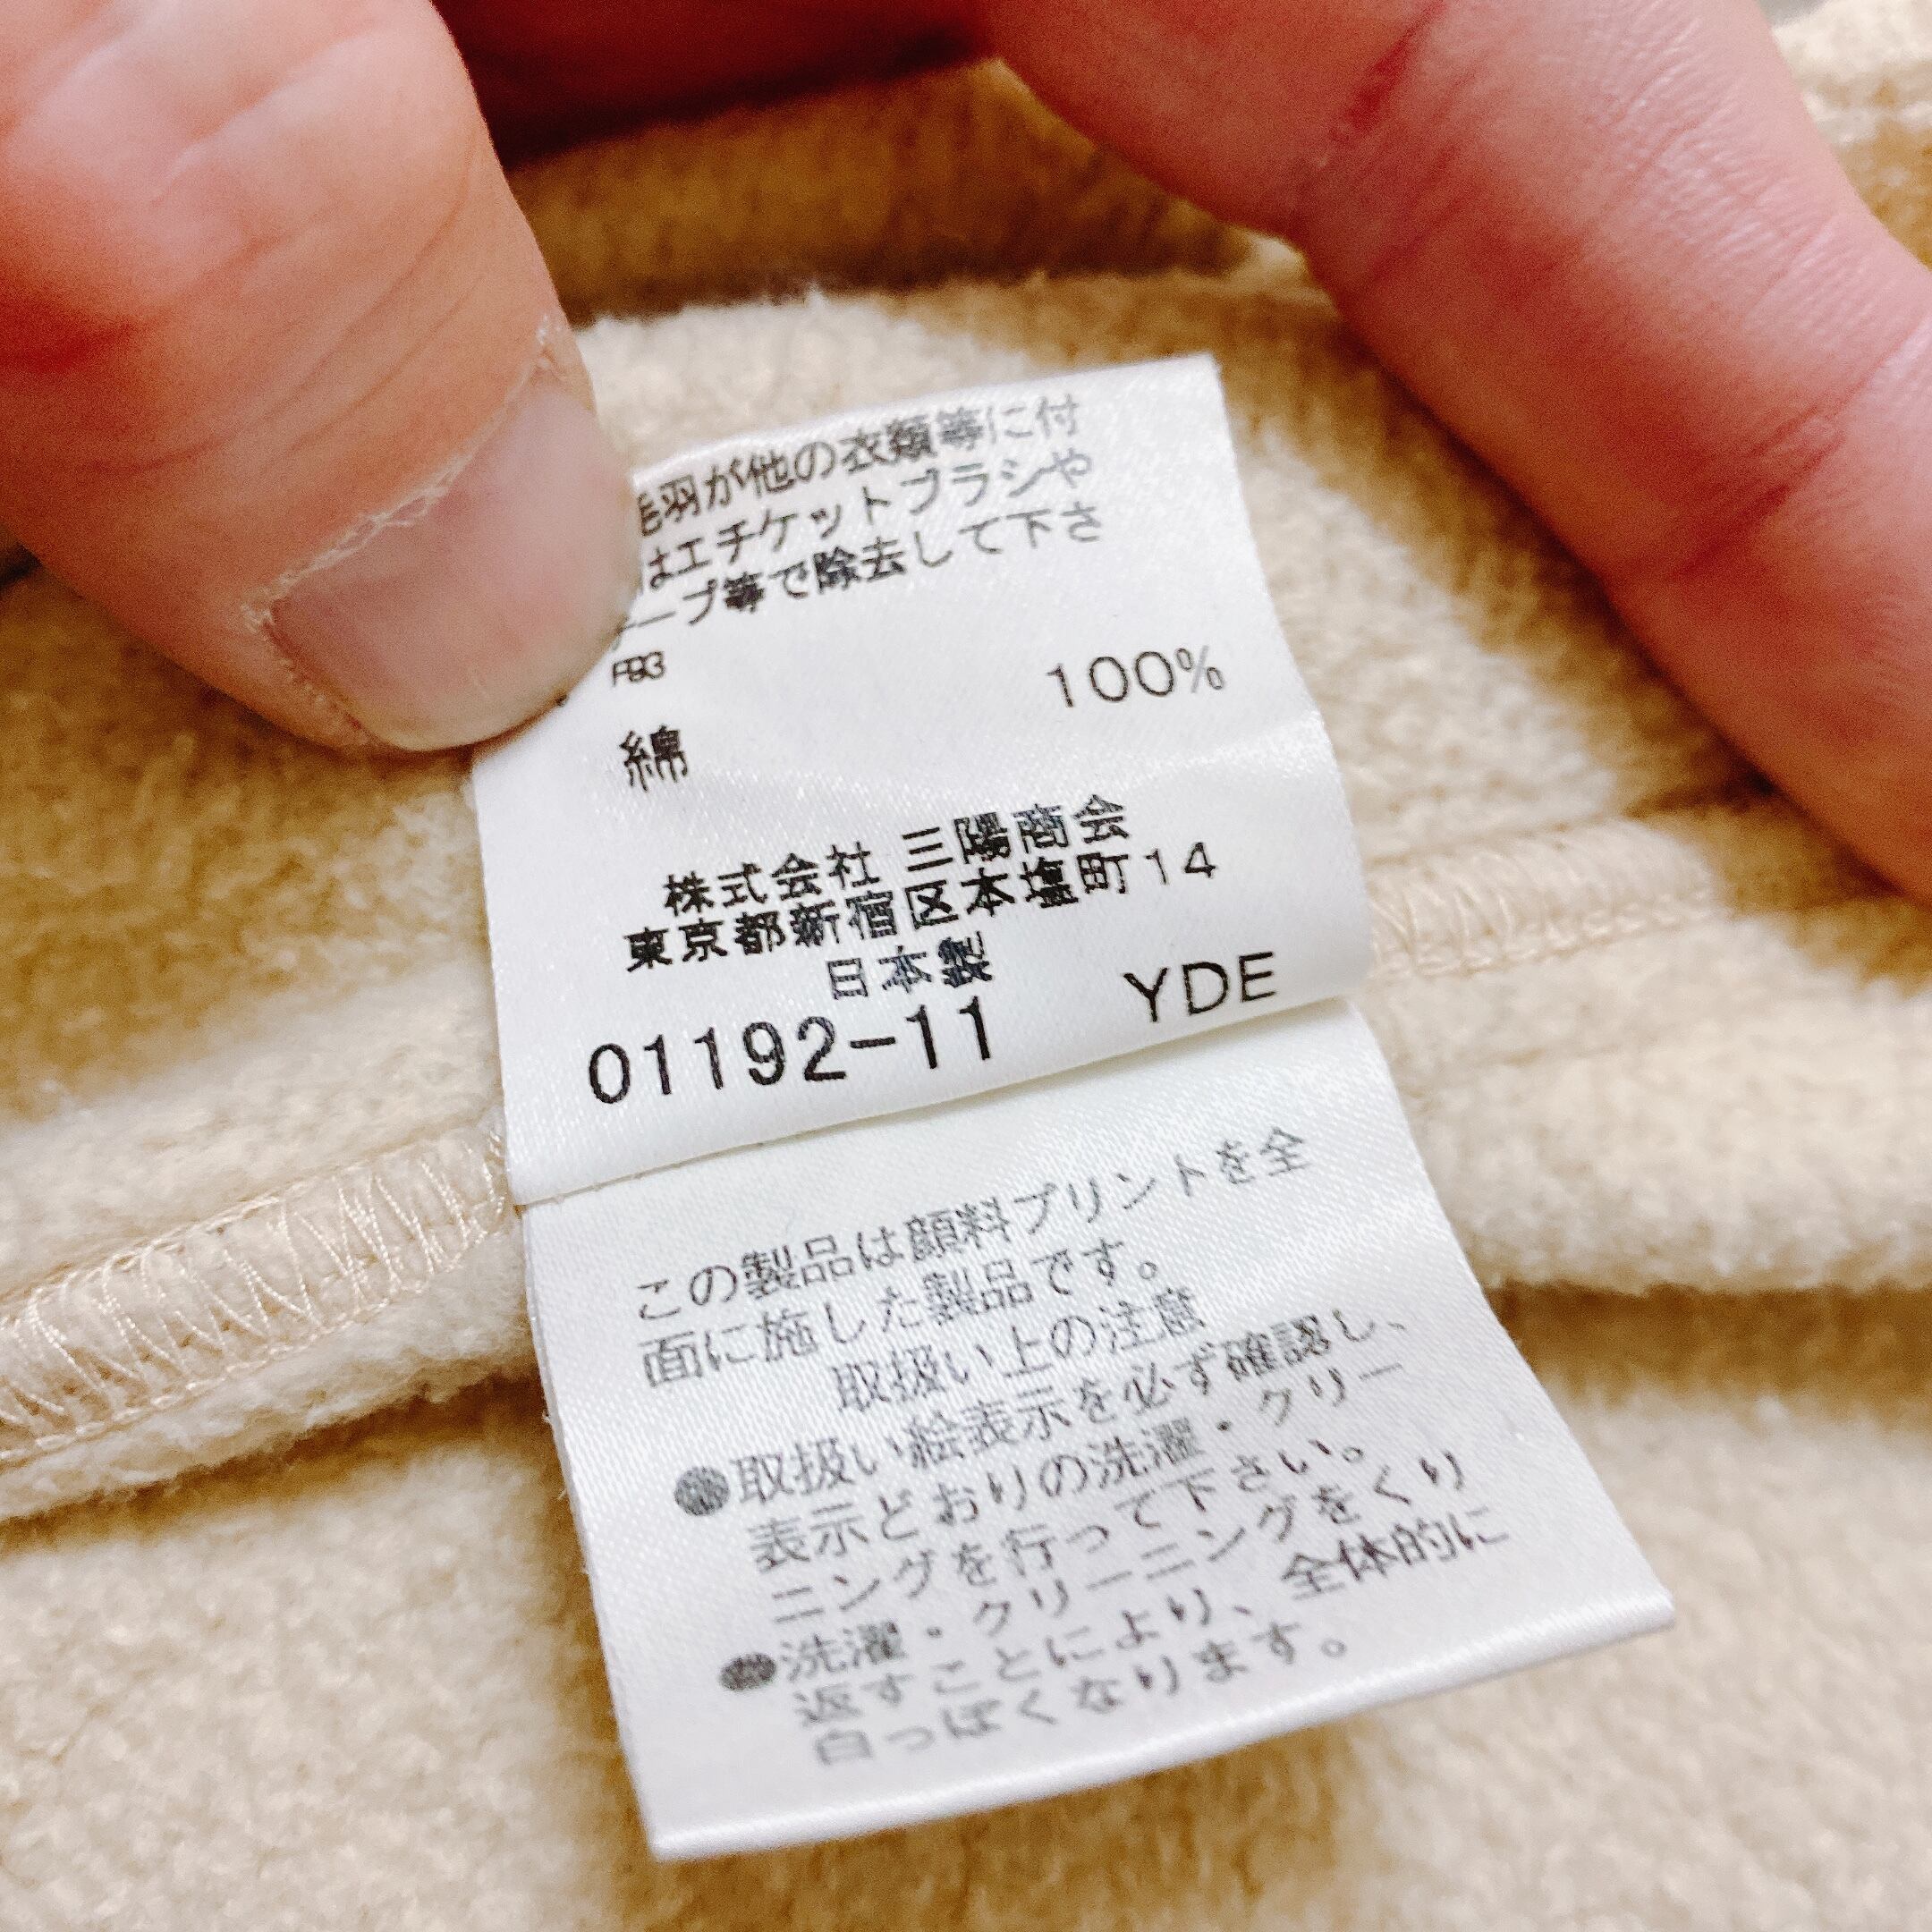 毛羽が他の衣類等に付
はエチケットブラシや
テープ等で除去して下さ
F93
綿 100%
株式会社 三陽商会
東京都新宿区本塩町14
日本製
01192-11 YDE
この製品は顔料プリントを全
面に施した製品です。
取扱い上の注意
●取扱い絵表示を必ず確認し、
表示どおりの洗濯・クリー
ニングを行って下さい。
●洗濯・クリーニングをくり
返すことにより、全体的に
白っぽくなります。